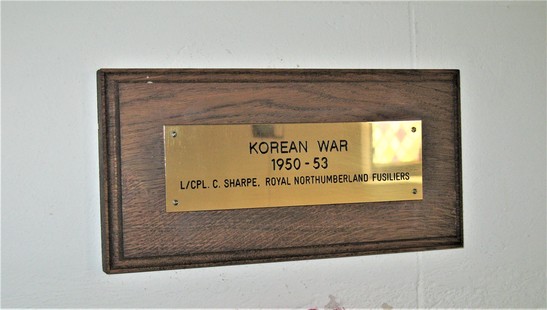 KOREAN WAR
1950 - 53
L/CPL. C. SHARPE. ROYAL NORTHUMBERLAND FUSILIERS